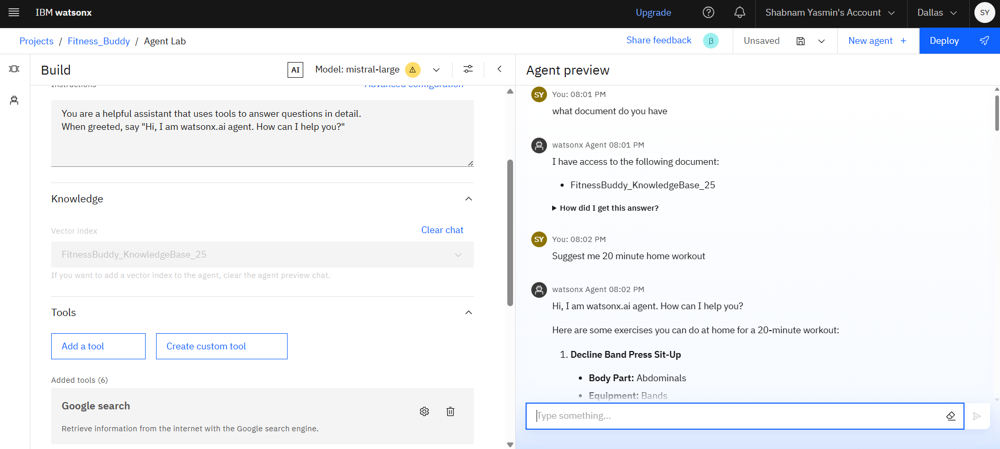 IBM watsonx
Upgrade
Shabnam Yasmin's Account
Dallas
SY
Projects / Fitness_Buddy / Agent Lab
Share feedback
β
Unsaved
New agent +
Deploy
Build
AI
Model: mistral-large
Agent preview
Instructions
Advanced configuration
You are a helpful assistant that uses tools to answer questions in detail.
When greeted, say "Hi, I am watsonx.ai agent. How can I help you?"
Knowledge
Vector index
Clear chat
FitnessBuddy_KnowledgeBase_25
If you want to add a vector index to the agent, clear the agent preview chat.
Tools
Add a tool
Create custom tool
Added tools (6)
Google search
Retrieve information from the internet with the Google search engine.
SY
You: 08:01 PM
what document do you have
watsonx Agent 08:01 PM
I have access to the following document:
• FitnessBuddy_KnowledgeBase_25
How did I get this answer?
SY
You: 08:02 PM
Suggest me 20 minute home workout
watsonx Agent 08:02 PM
Hi, I am watsonx.ai agent. How can I help you?
Here are some exercises you can do at home for a 20-minute workout:
1. Decline Band Press Sit-Up
• Body Part: Abdominals
• Equipment: Bands
Type something...